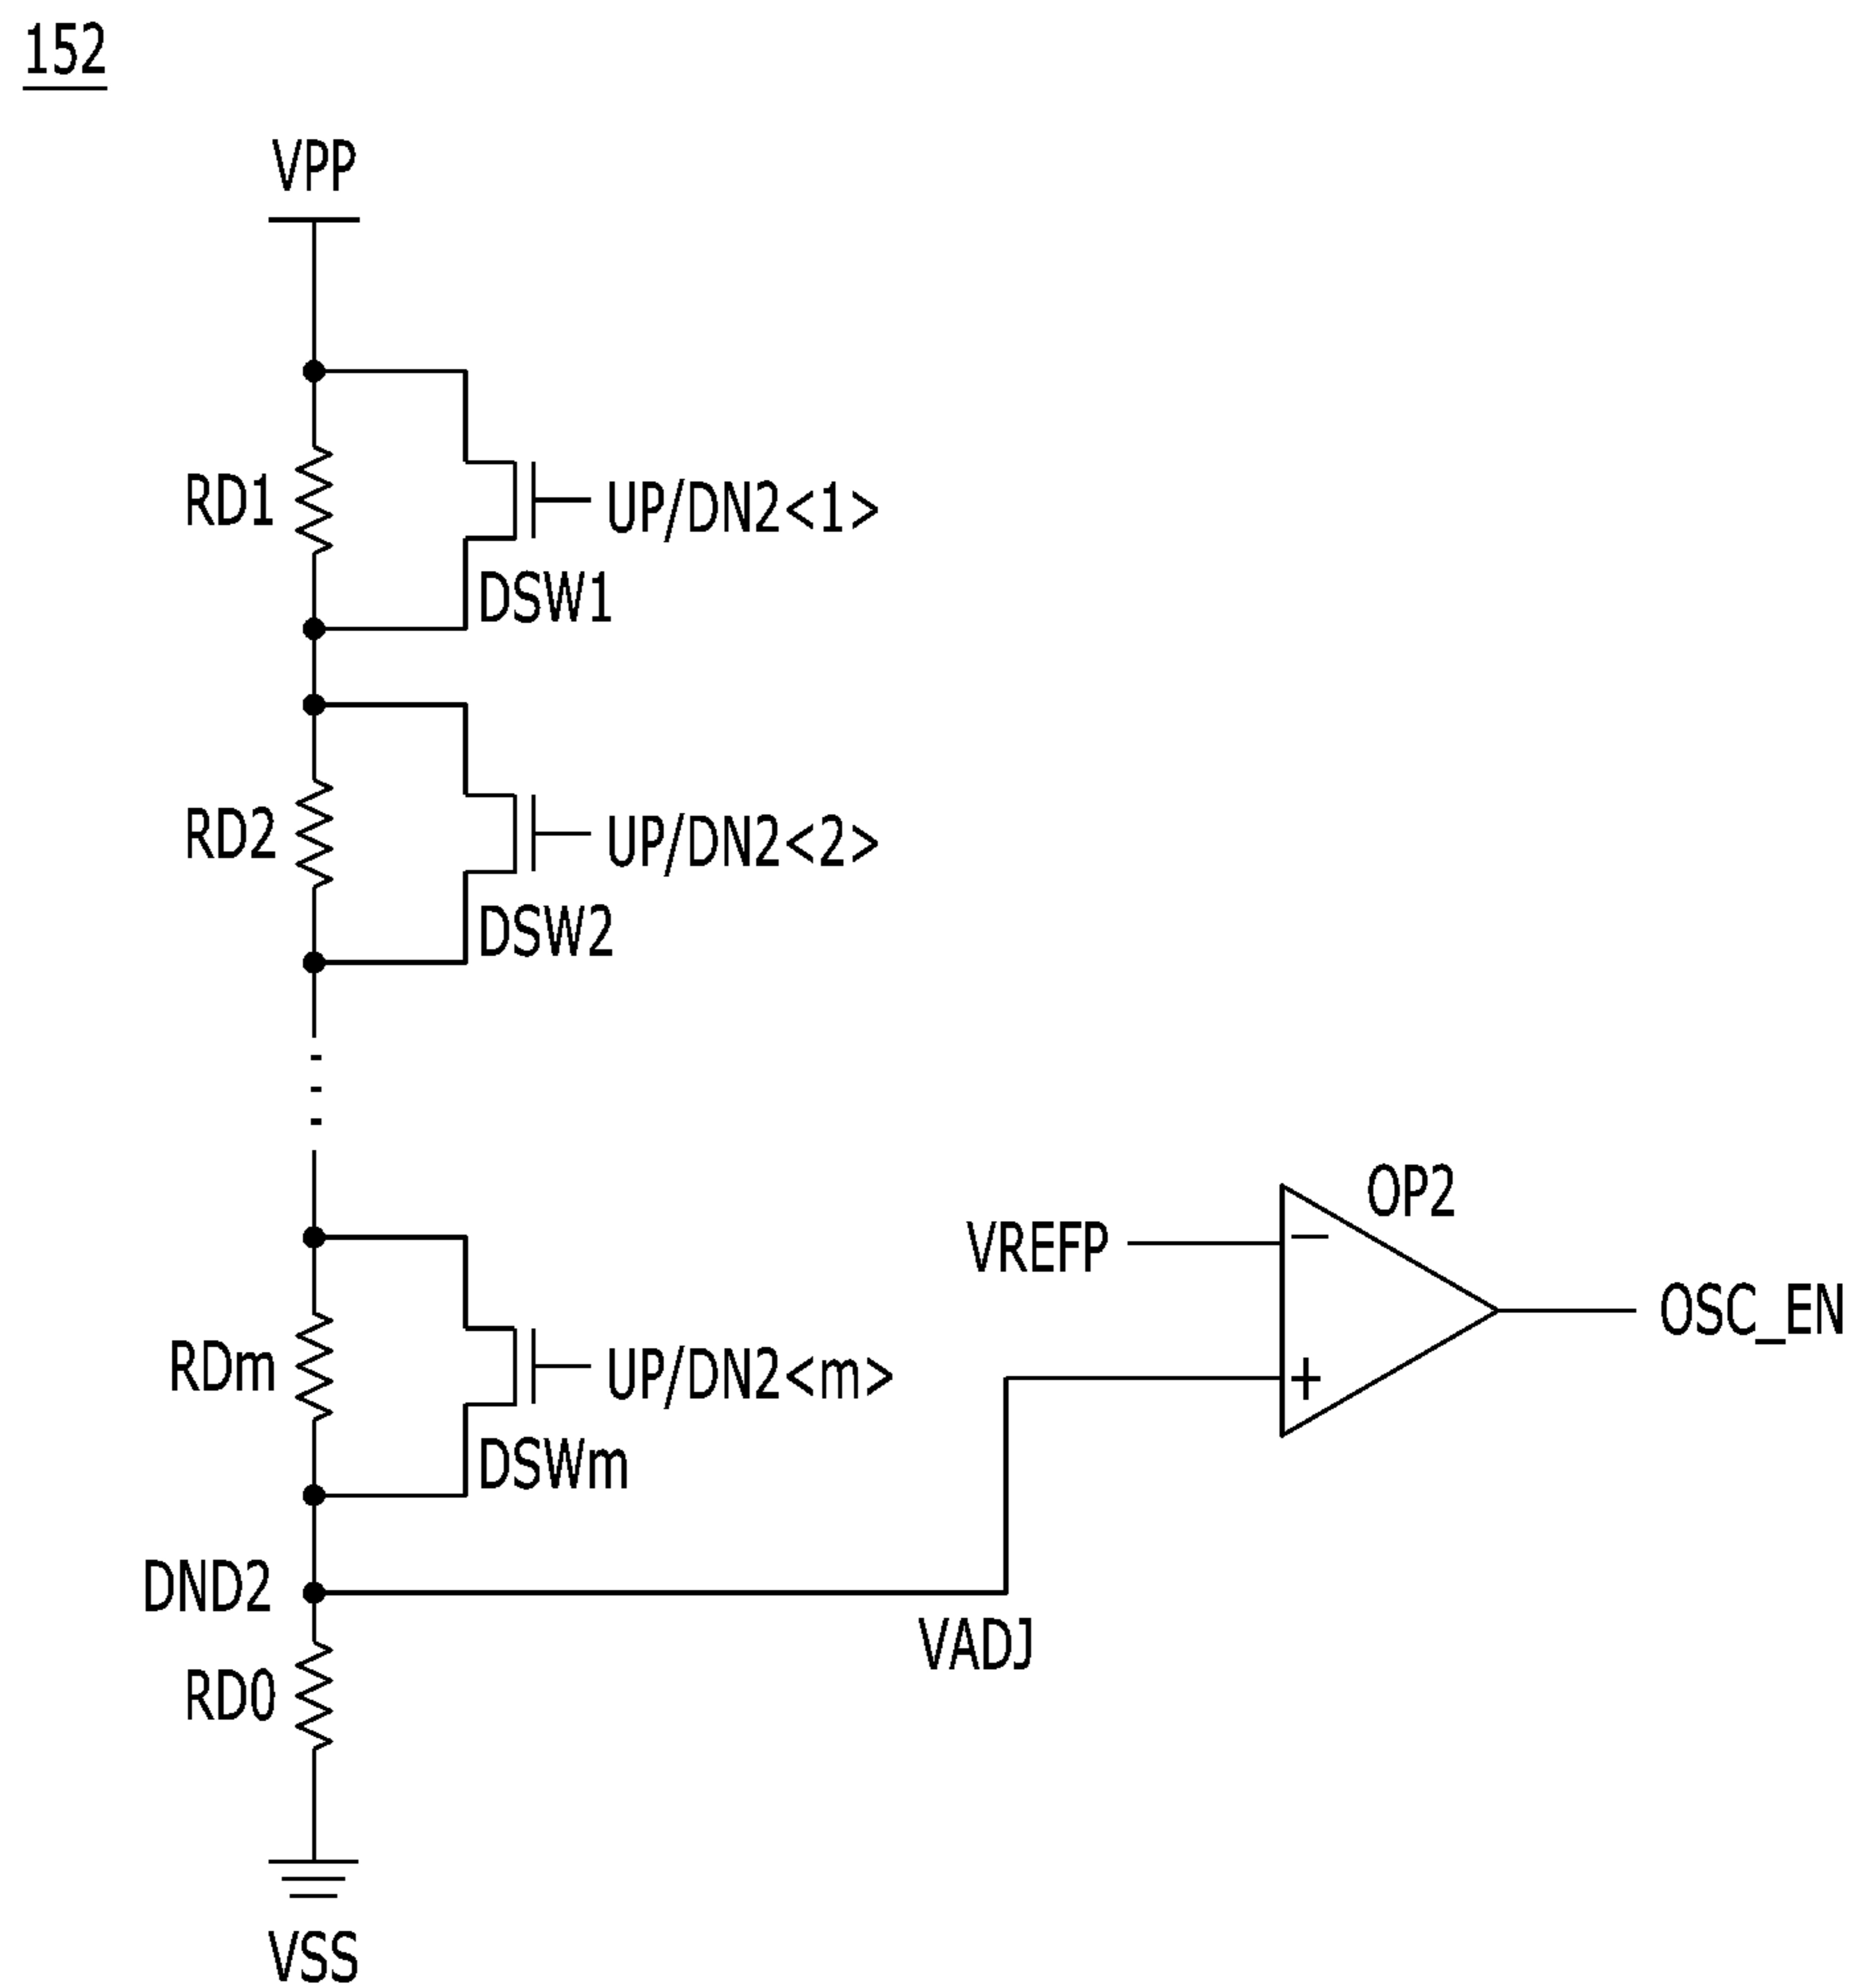 152
VPP
RD1
UP/DN2<1>
DSW1
RD2
UP/DN2<2>
DSW2
OP2
VREFP
−
OSC_EN
RDm
UP/DN2<m>
+
DSWm
DND2
VADJ
RD0
VSS